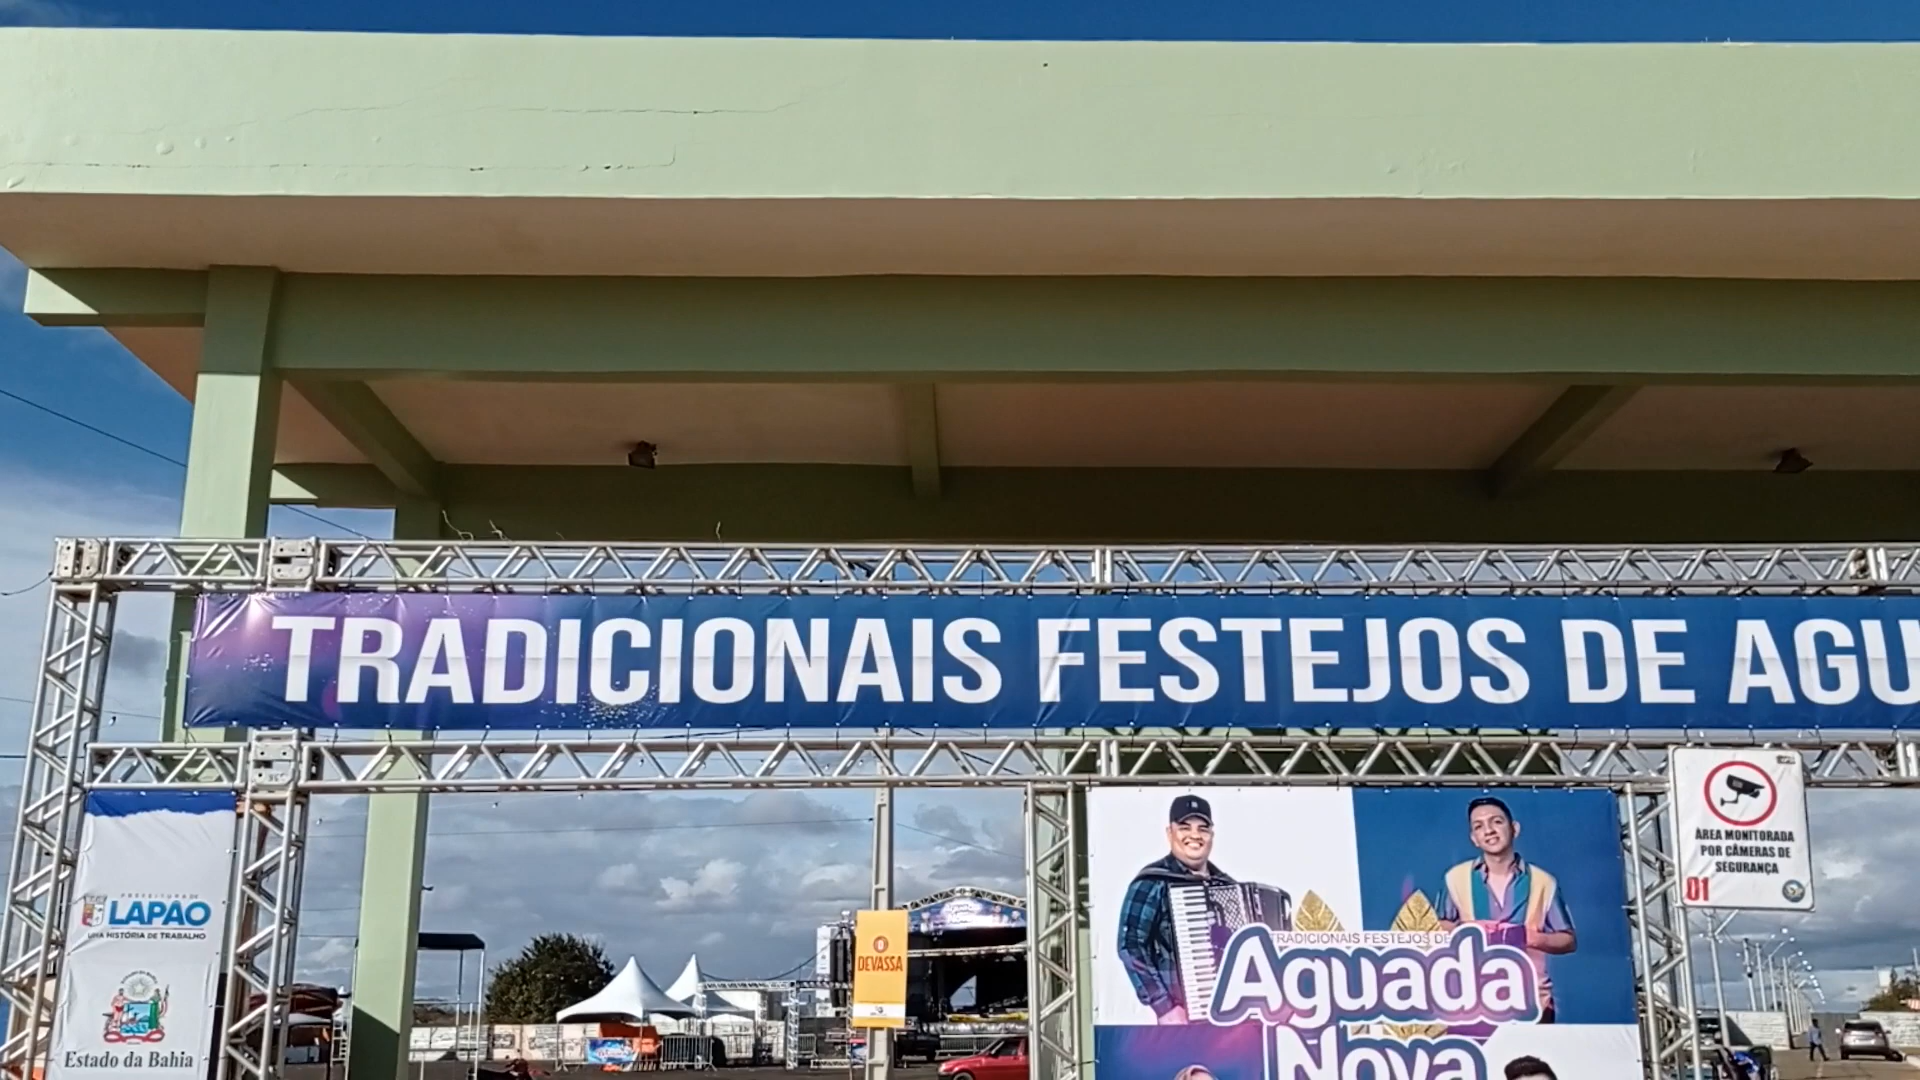 TRADICIONAIS FESTEJOS DE AGU
PREFEITURA DE
LAPÃO
UMA HISTÓRIA DE TRABALHO
Estado da Bahia
DEVASSA
TRADICIONAIS FESTEJOS DE
Aguada
Nova
ÁREA MONITORADA
POR CÂMERAS DE
SEGURANÇA
01